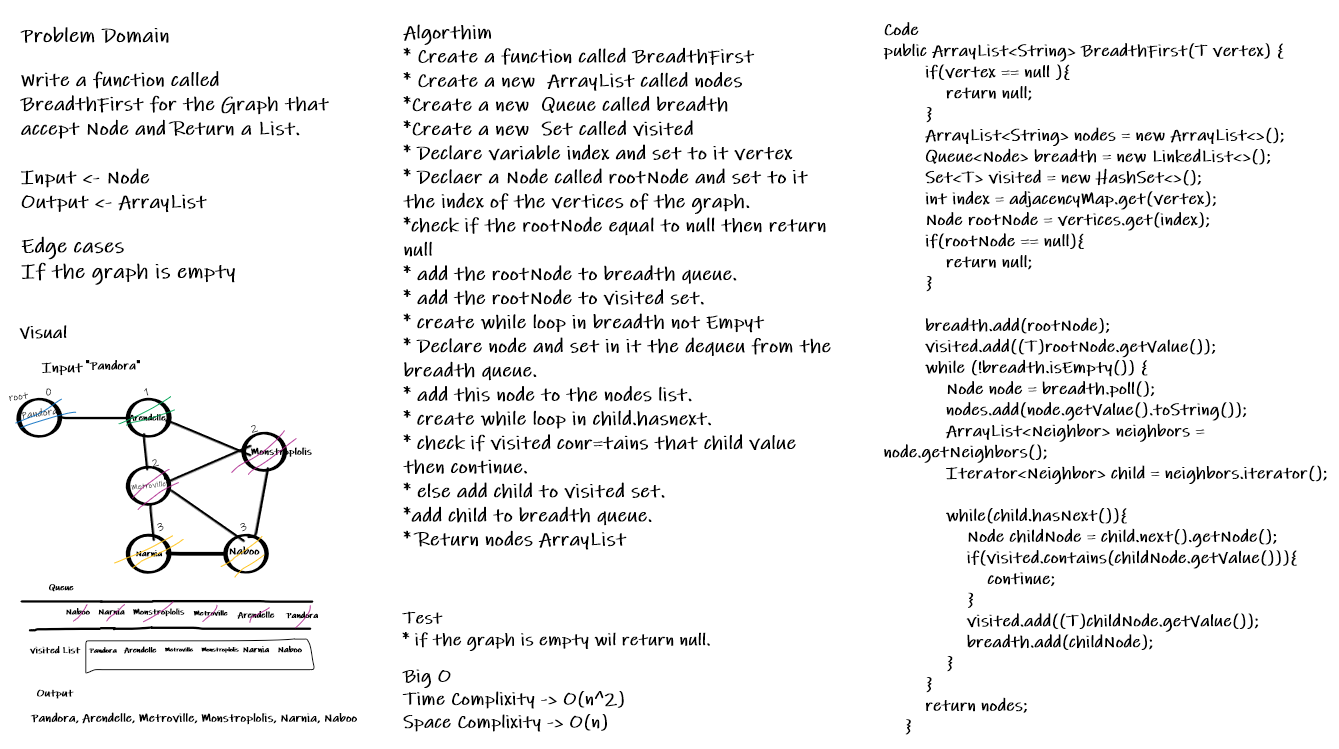 Problem Domain
Write a function called
BreadthFirst for the Graph that
accept Node and Return a List.
Input <- Node
Output <- ArrayList
Edge cases
If the graph is empty
Visual
Input "Pandora"
root
0
Pandora
1
Arendelle
2
Monstroplolis
2
Metroville
3
Narnia
3
Naboo
Queue
Naboo Narnia Monstroplolis Metroville Arendelle Pandora
Visited List Pandora Arendelle Metroville Monstroplolis Narnia Naboo
Output
Pandora, Arendelle, Metroville, Monstroplolis, Narnia, Naboo
Algorthim
* Create a function called BreadthFirst
* Create a new ArrayList called nodes
*Create a new Queue called breadth
*Create a new Set called visited
* Declare variable index and set to it vertex
* Declaer a Node called rootNode and set to it
the index of the vertices of the graph.
*check if the rootNode equal to null then return
null
* add the rootNode to breadth queue.
* add the rootNode to visited set.
* create while loop in breadth not Empyt
* Declare node and set in it the dequeu from the
breadth queue.
* add this node to the nodes list.
* create while loop in child.hasnext.
* check if visited conr=tains that child value
then continue.
* else add child to visited set.
*add child to breadth queue.
* Return nodes ArrayList
Test
* if the graph is empty wil return null.
Big O
Time Complixity -> O(n^2)
Space Complixity -> O(n)
Code
public ArrayList<String> BreadthFirst(T vertex) {
if(vertex == null ){
return null;
}
ArrayList<String> nodes = new ArrayList<>();
Queue<Node> breadth = new LinkedList<>();
Set<T> visited = new HashSet<>();
int index = adjacencyMap.get(vertex);
Node rootNode = vertices.get(index);
if(rootNode == null){
return null;
}
breadth.add(rootNode);
visited.add((T)rootNode.getValue());
while (!breadth.isEmpty()) {
Node node = breadth.poll();
nodes.add(node.getValue().toString());
ArrayList<Neighbor> neighbors =
node.getNeighbors();
Iterator<Neighbor> child = neighbors.iterator();
while(child.hasNext()){
Node childNode = child.next().getNode();
if(visited.contains(childNode.getValue())){
continue;
}
visited.add((T)childNode.getValue());
breadth.add(childNode);
}
}
return nodes;
}